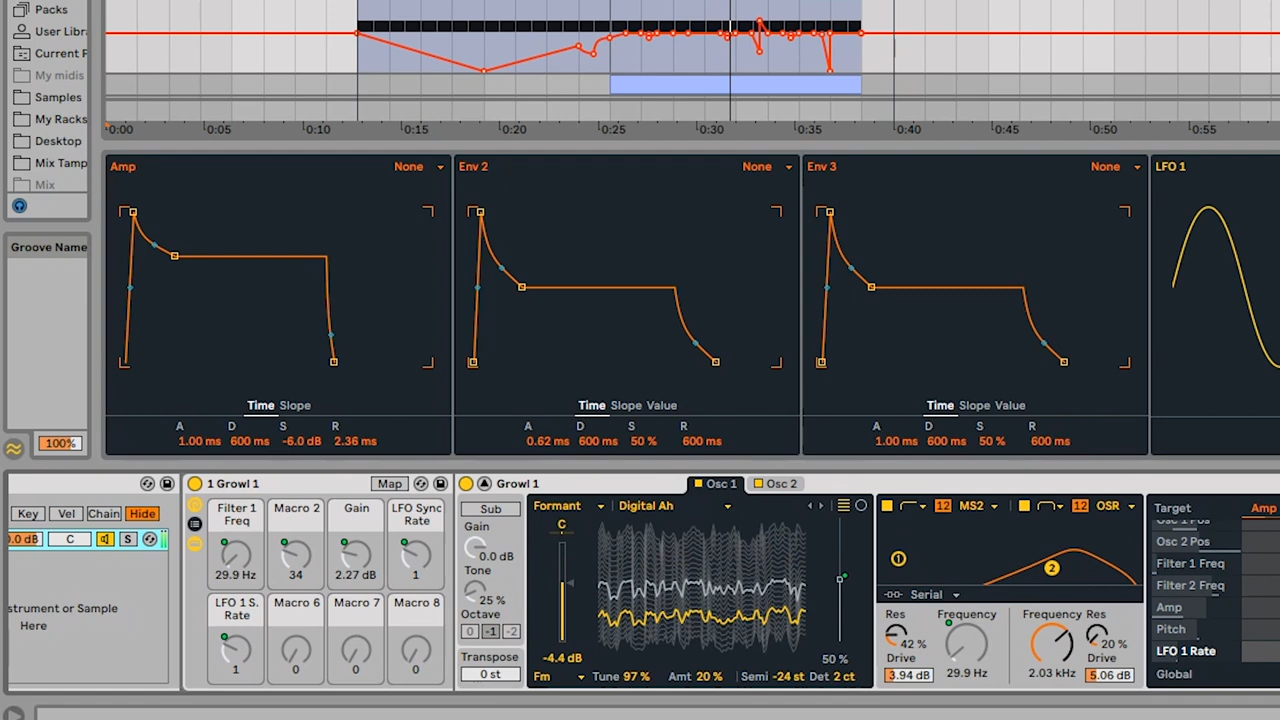 Packs
User Libr
Current P
My midis
Samples
My Racks
Desktop
Mix Temp
Mix
0:00 0:05 0:10 0:15 0:20 0:25 0:30 0:35 0:40 0:45 0:50 0:55
Amp None Env 2 None Env 3 None LFO 1
Groove Name
Time Slope Time Slope Value Time Slope Value
A D S R A D S R A D S R
100% 1.00 ms 600 ms -6.0 dB 2.36 ms 0.62 ms 600 ms 50 % 600 ms 1.00 ms 600 ms 50 % 600 ms
1 Growl 1 Map Growl 1 Osc 1 Osc 2
Key Vel Chain Hide
0.0 dB C S
Filter 1 Freq Macro 2 Gain LFO Sync Rate
29.9 Hz 34 2.27 dB 1
LFO 1 S. Rate Macro 6 Macro 7 Macro 8
1 0 0 0
strument or Sample
Here
Sub
Gain
0.0 dB
Tone
25 %
Octave
0 -1 -2
Transpose
0 st
Formant Digital Ah
C
-4.4 dB 50 %
Fm Tune 97 % Amt 20 % Semi -24 st Det 2 ct
12 MS2 12 OSR
1 2
Serial
Res Frequency Frequency Res
42 % 20 %
Drive Drive
3.94 dB 29.9 Hz 2.03 kHz 5.06 dB
Target Amp
Osc 1 Pos
Osc 2 Pos
Filter 1 Freq
Filter 2 Freq
Amp
Pitch
LFO 1 Rate
Global